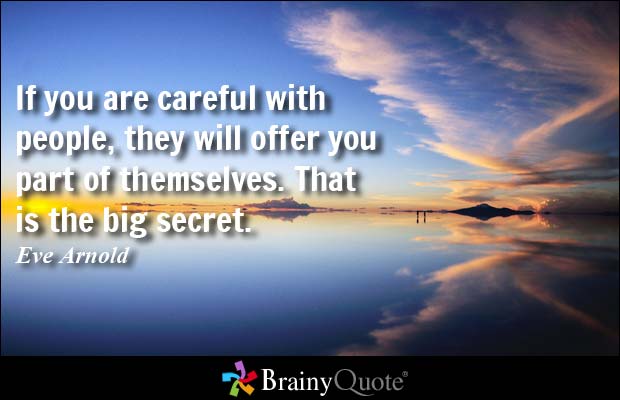 If you are careful with
people, they will offer you
part of themselves. That
is the big secret.
Eve Arnold
BrainyQuote®